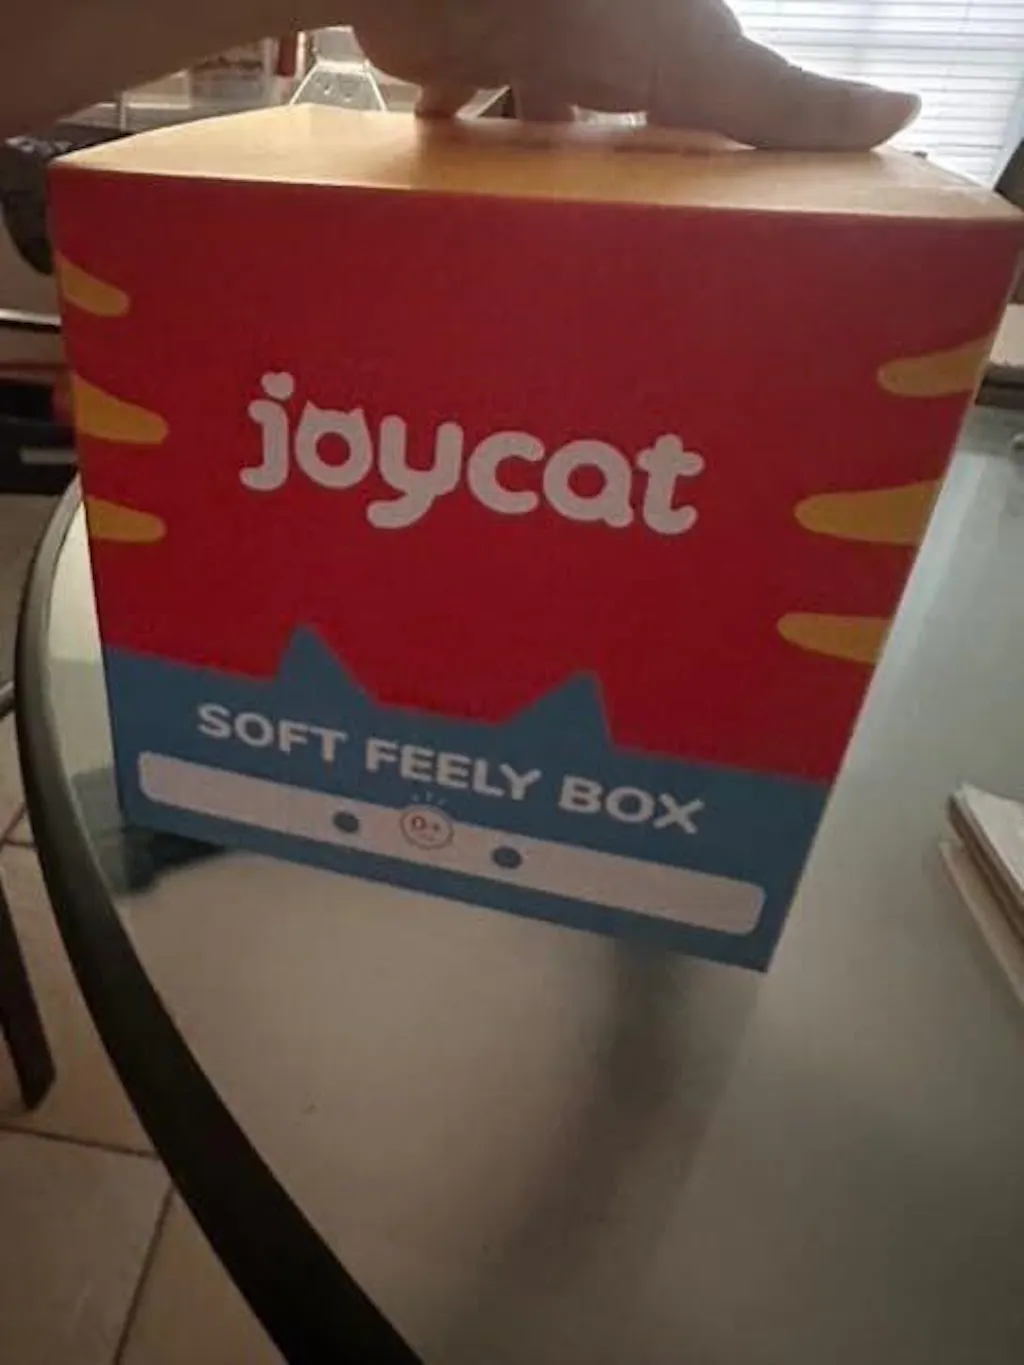 joycat
SOFT FEELY BOX
0+